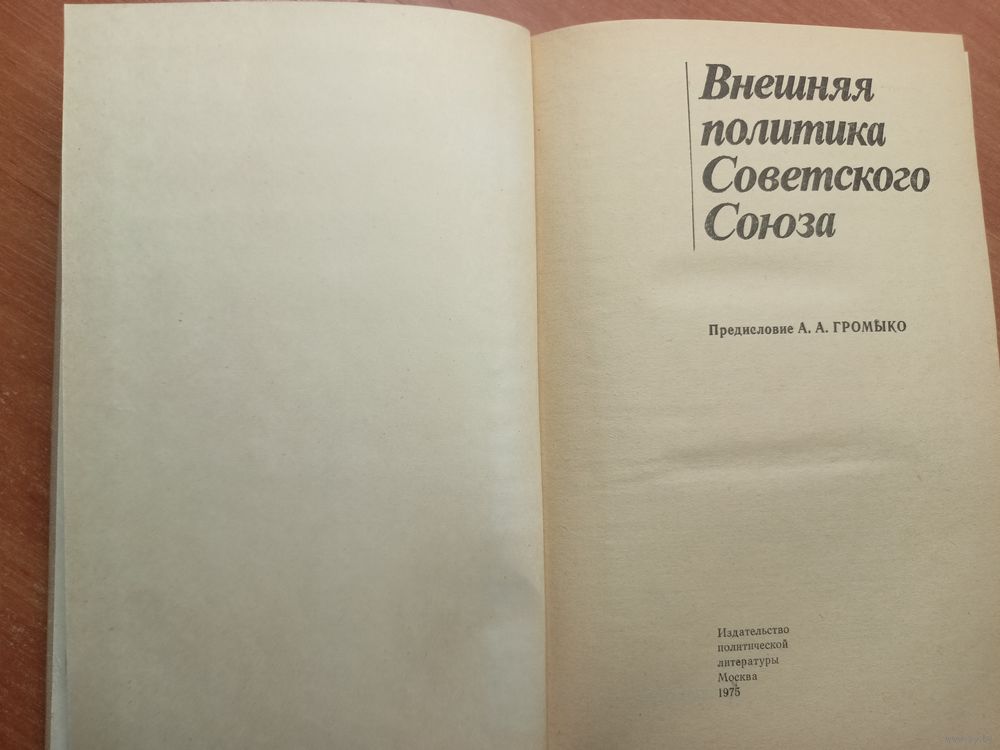 Внешняя
политика
Советского
Союза
Предисловие А. А. ГРОМЫКО
Издательство
политической
литературы
Москва
1975